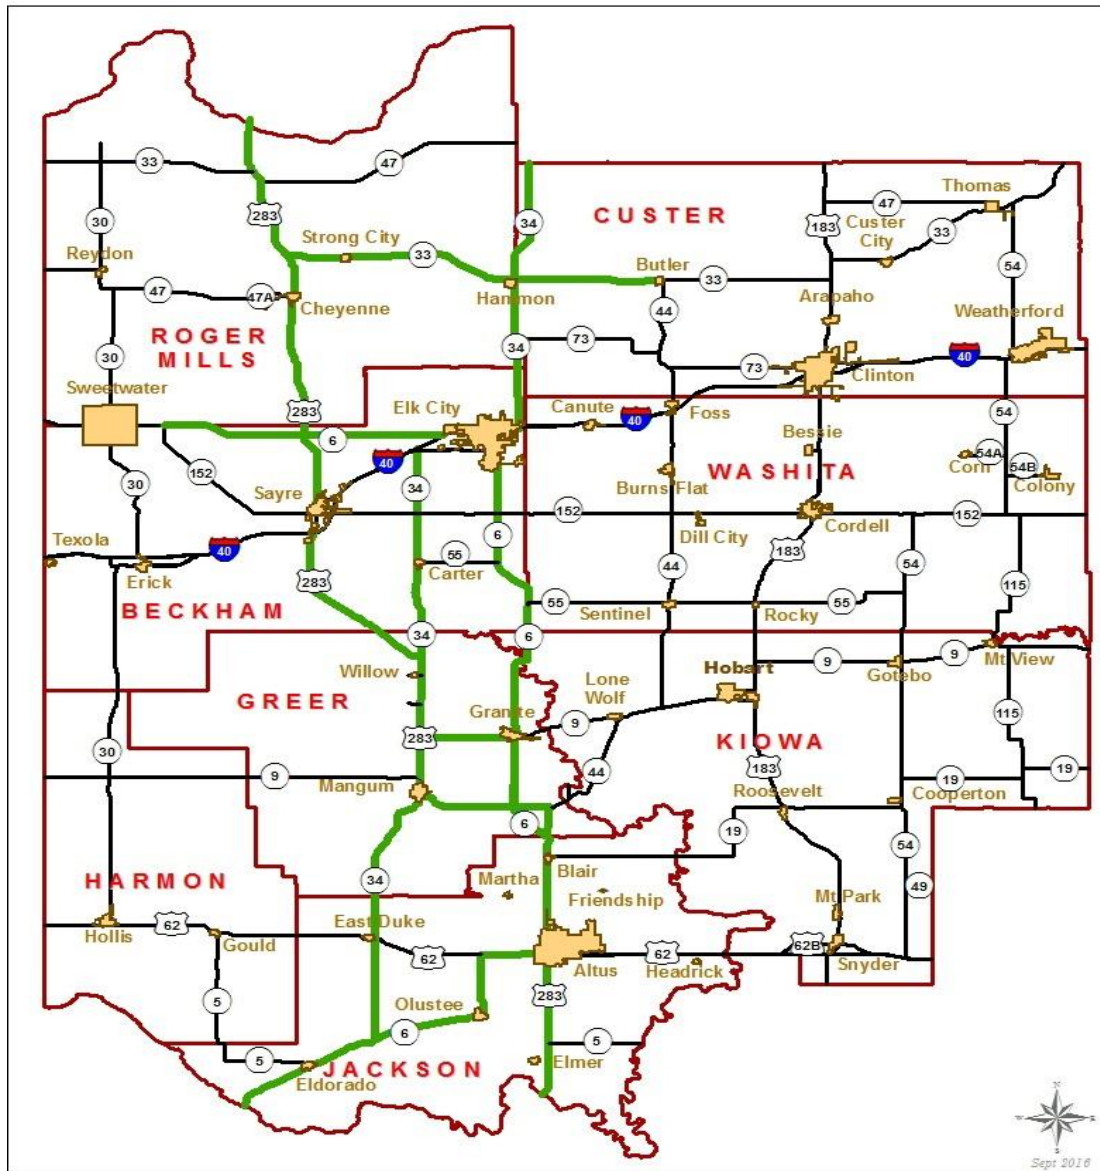 33
47
30
283
34
CUSTER
Thomas
47
183
Custer
City
33
Strong City
33
Reydon
54
Butler
33
47
47A
Hammon
Cheyenne
44
Arapaho
Weatherford
ROGER
MILLS
30
34
73
73
40
Clinton
Sweetwater
283
Elk City
Canute
40
Foss
54
6
40
Bessie
WASHITA
Corn
54A
54B
Colony
152
30
Sayre
34
Burns Flat
152
Dill City
Cordell
152
6
Texola
40
Erick
283
55
Carter
183
44
54
115
BECKHAM
55
Sentinel
Rocky
55
34
6
Willow
Hobart
9
Gotebo
9
Mt View
Lone
Wolf
GREER
Granite
9
283
KIOWA
115
30
9
Mangum
44
183
Roosevelt
19
Cooperton
19
6
19
Blair
54
HARMON
34
Martha
Friendship
Mt Park
49
Hollis
62
Gould
East Duke
62
Altus
62
Headrick
62B
Snyder
5
Olustee
283
6
5
Eldorado
JACKSON
Elmer
5
N
W
E
S
Sept 2016